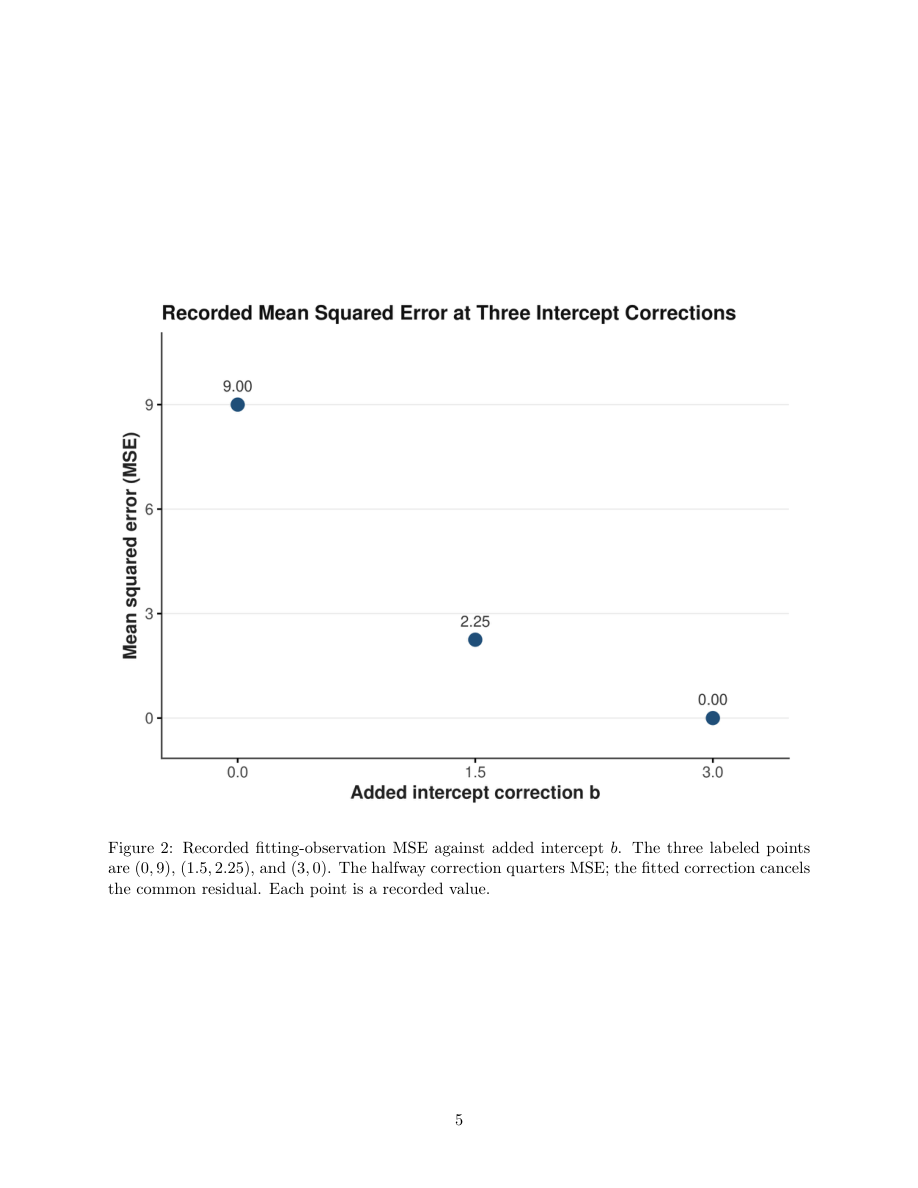 Recorded Mean Squared Error at Three Intercept Corrections
9.00
9
6
Mean squared error (MSE)
3
2.25
0.00
0
0.0
1.5
3.0
Added intercept correction b
Figure 2: Recorded fitting-observation MSE against added intercept b. The three labeled points
are (0, 9), (1.5, 2.25), and (3, 0). The halfway correction quarters MSE; the fitted correction cancels
the common residual. Each point is a recorded value.
5